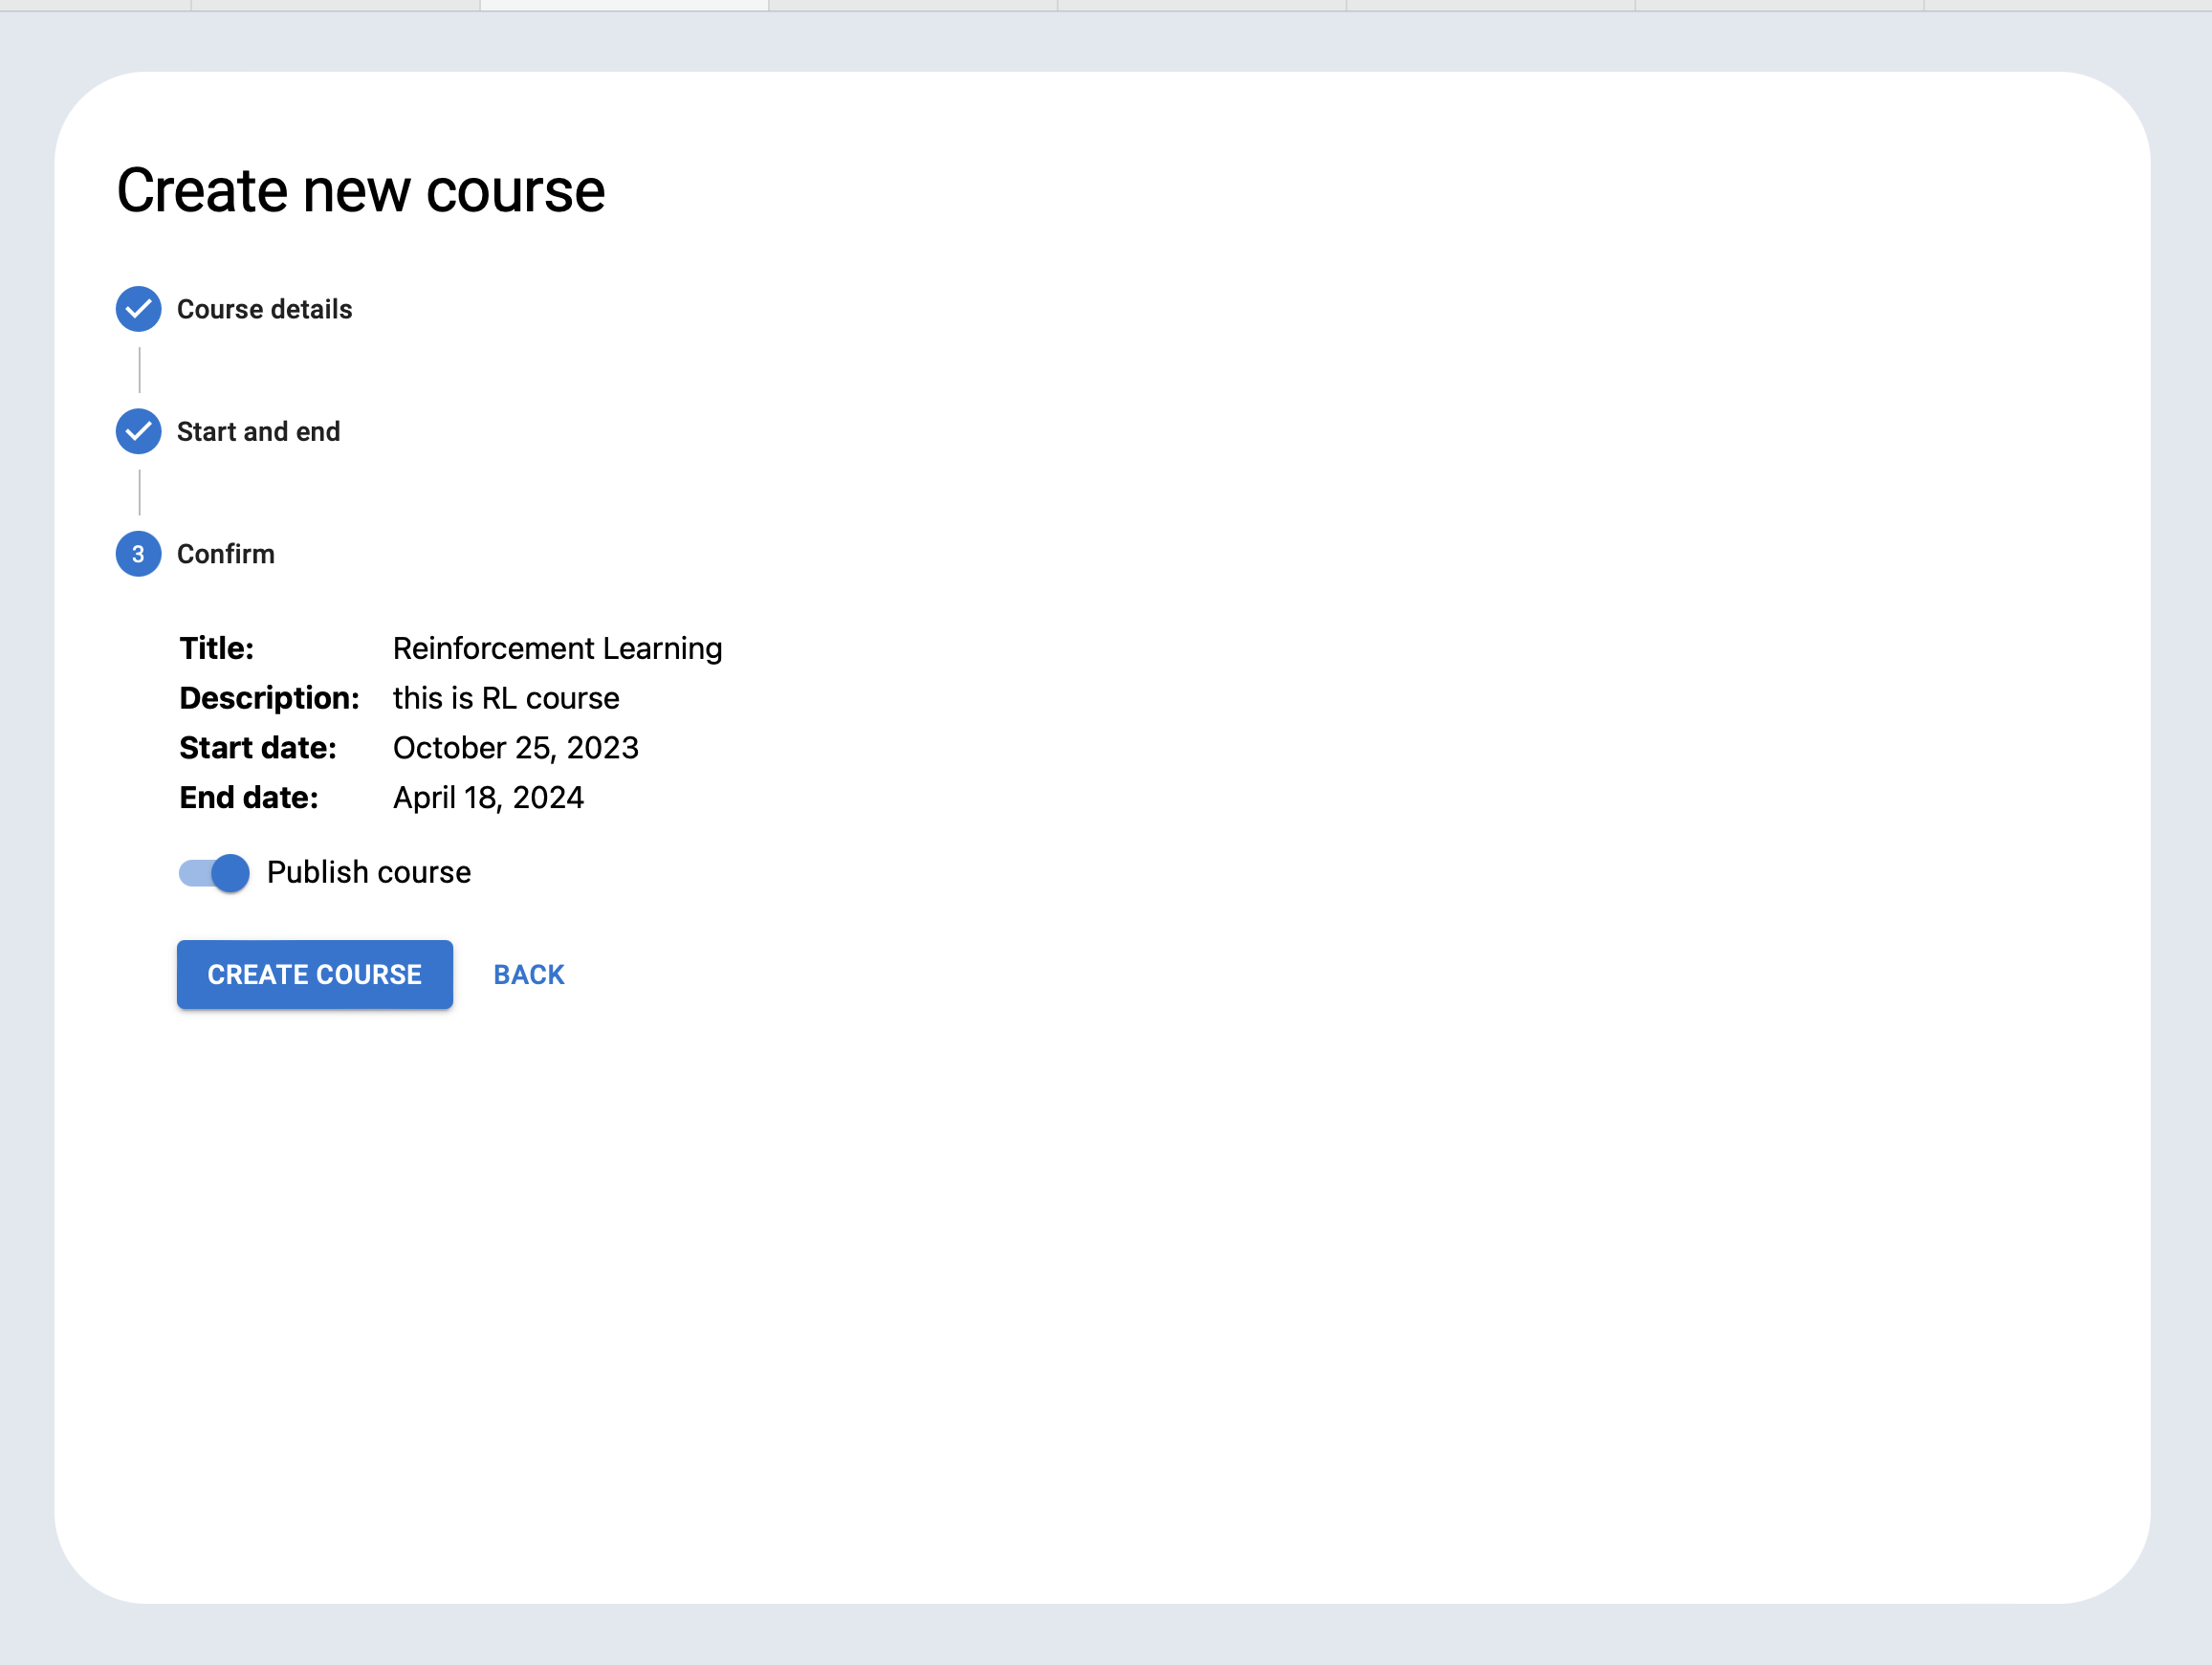 Create new course
Course details
Start and end
3 Confirm
Title: Reinforcement Learning
Description: this is RL course
Start date: October 25, 2023
End date: April 18, 2024
Publish course
CREATE COURSE BACK